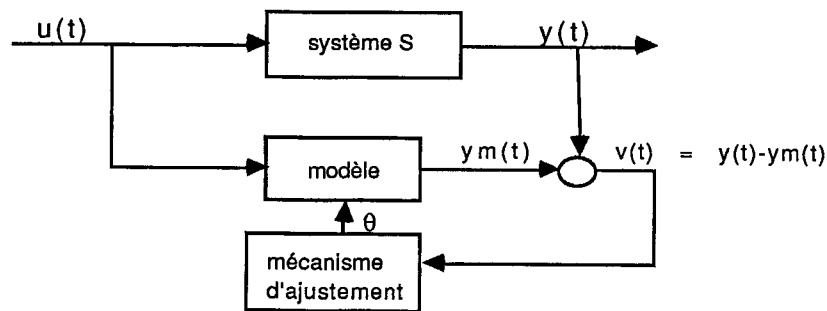 u(t)
système S
y(t)
modèle
ym(t)
v(t) = y(t)-ym(t)
θ
mécanisme
d'ajustement